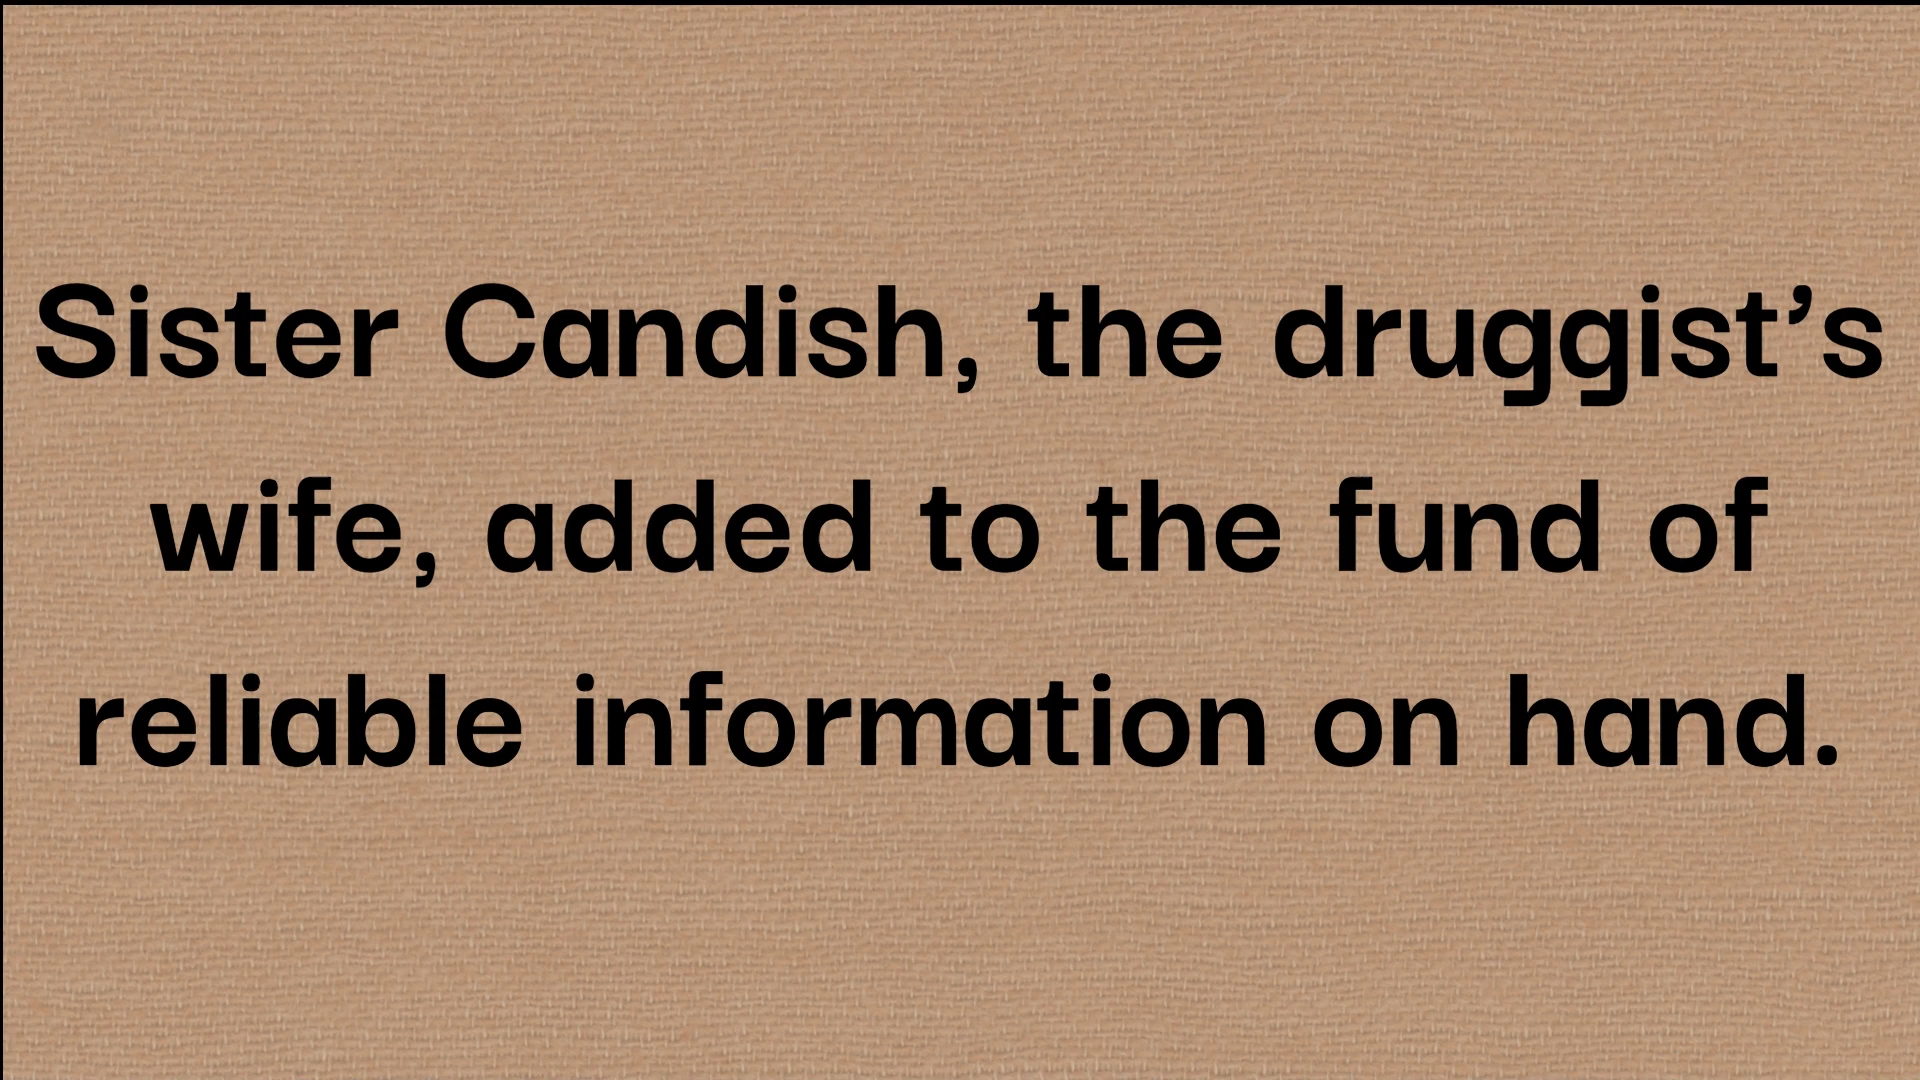 Sister Candish, the druggist’s
wife, added to the fund of
reliable information on hand.